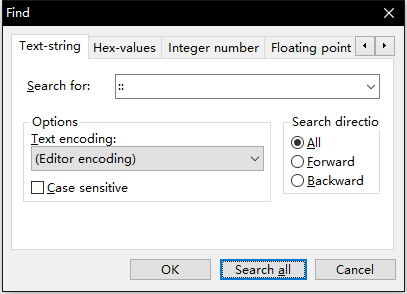 Find
Text-string Hex-values Integer number Floating point
Search for: ::
Options
Text encoding:
(Editor encoding)
Case sensitive
Search directio
All
Forward
Backward
OK Search all Cancel